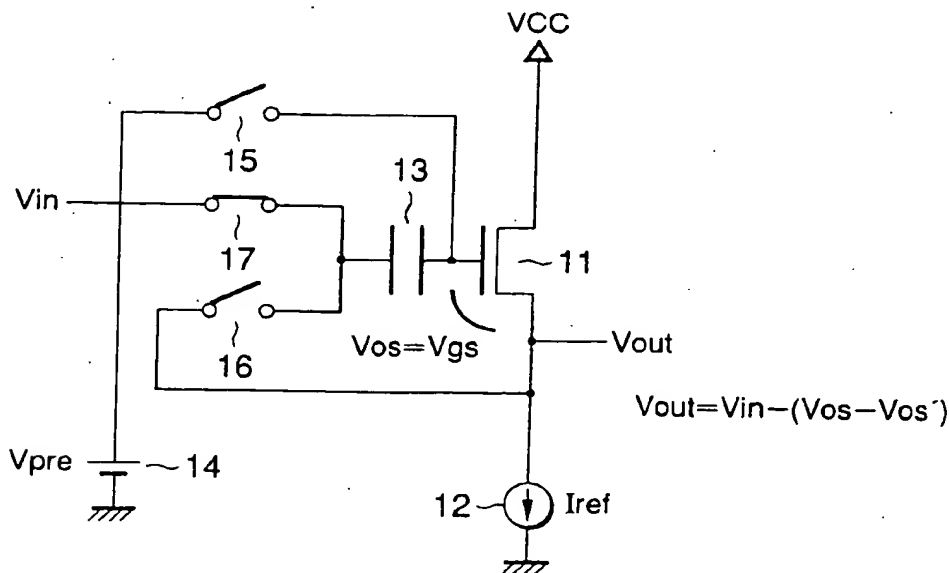 VCC
15
13
Vin
17
11
16
Vos=Vgs
Vout
Vout=Vin−(Vos−Vos´)
Vpre
14
12
Iref